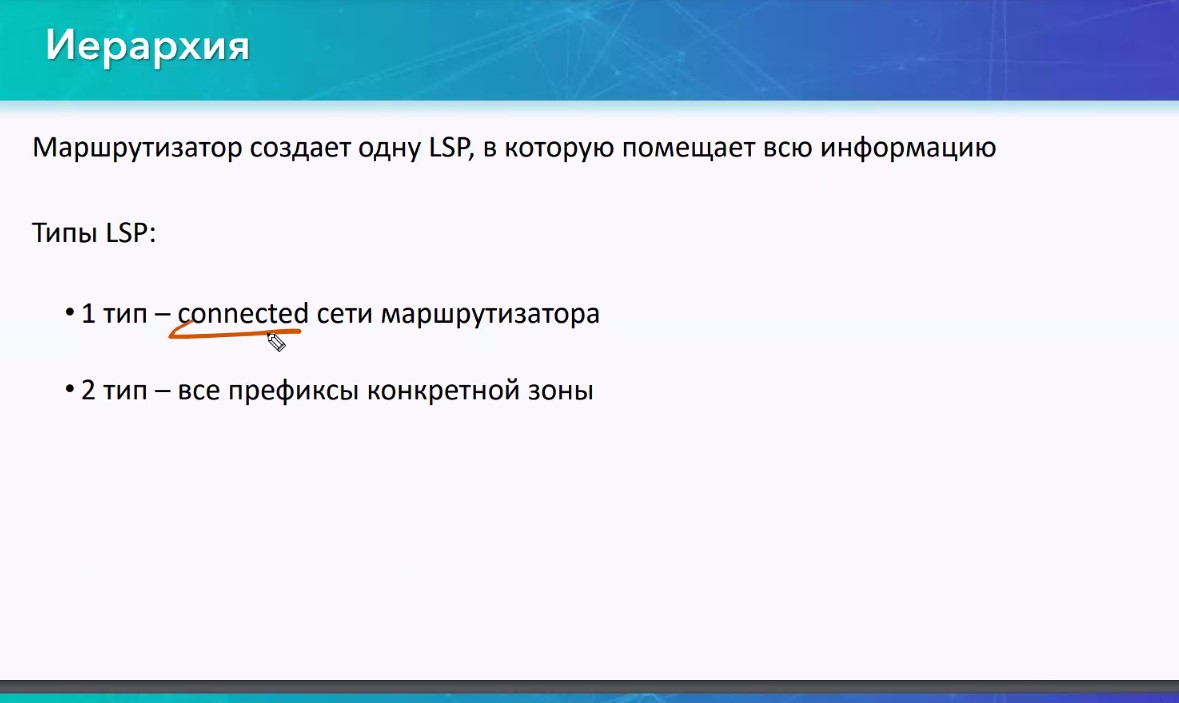 Иерархия
Маршрутизатор создает одну LSP, в которую помещает всю информацию
Типы LSP:
• 1 тип – connected сети маршрутизатора
• 2 тип – все префиксы конкретной зоны